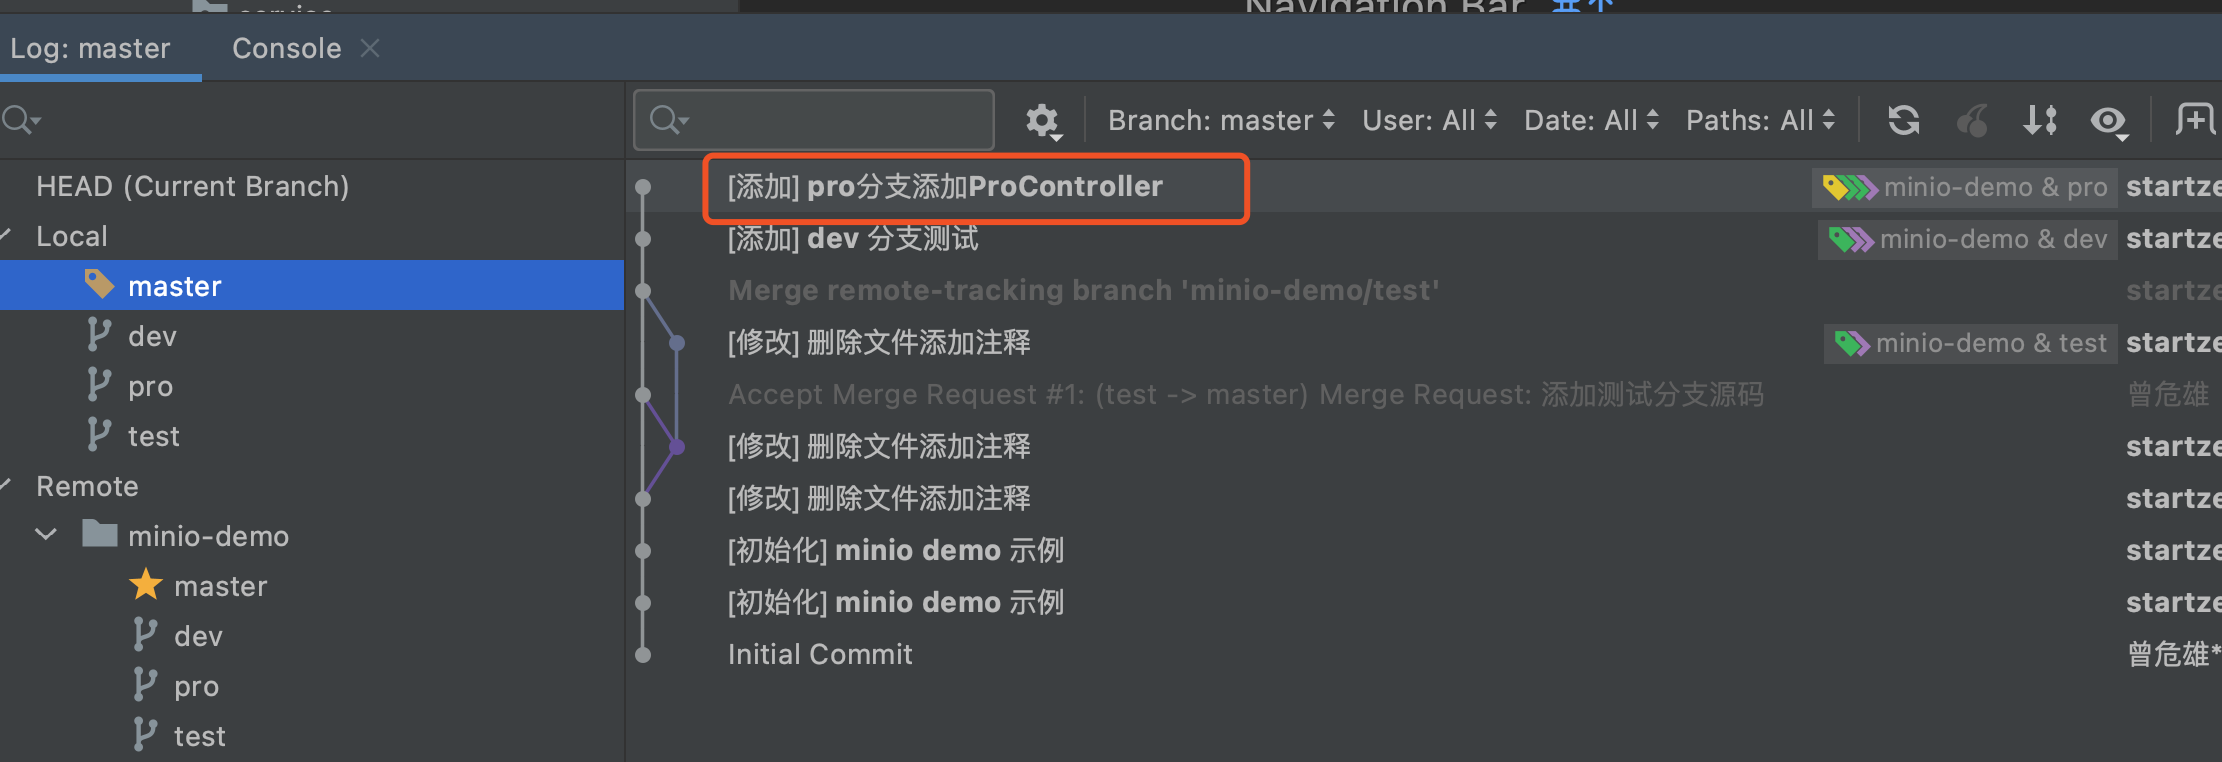 Log: master
Console
Branch: master
User: All
Date: All
Paths: All
HEAD (Current Branch)
Local
master
dev
pro
test
Remote
minio-demo
master
dev
pro
test
[添加] pro分支添加ProController
minio-demo & pro
startze
[添加] dev 分支测试
minio-demo & dev
startze
Merge remote-tracking branch 'minio-demo/test'
startze
[修改] 删除文件添加注释
minio-demo & test
startze
Accept Merge Request #1: (test -> master) Merge Request: 添加测试分支源码
曾危雄
[修改] 删除文件添加注释
startze
[修改] 删除文件添加注释
startze
[初始化] minio demo 示例
startze
[初始化] minio demo 示例
startze
Initial Commit
曾危雄*